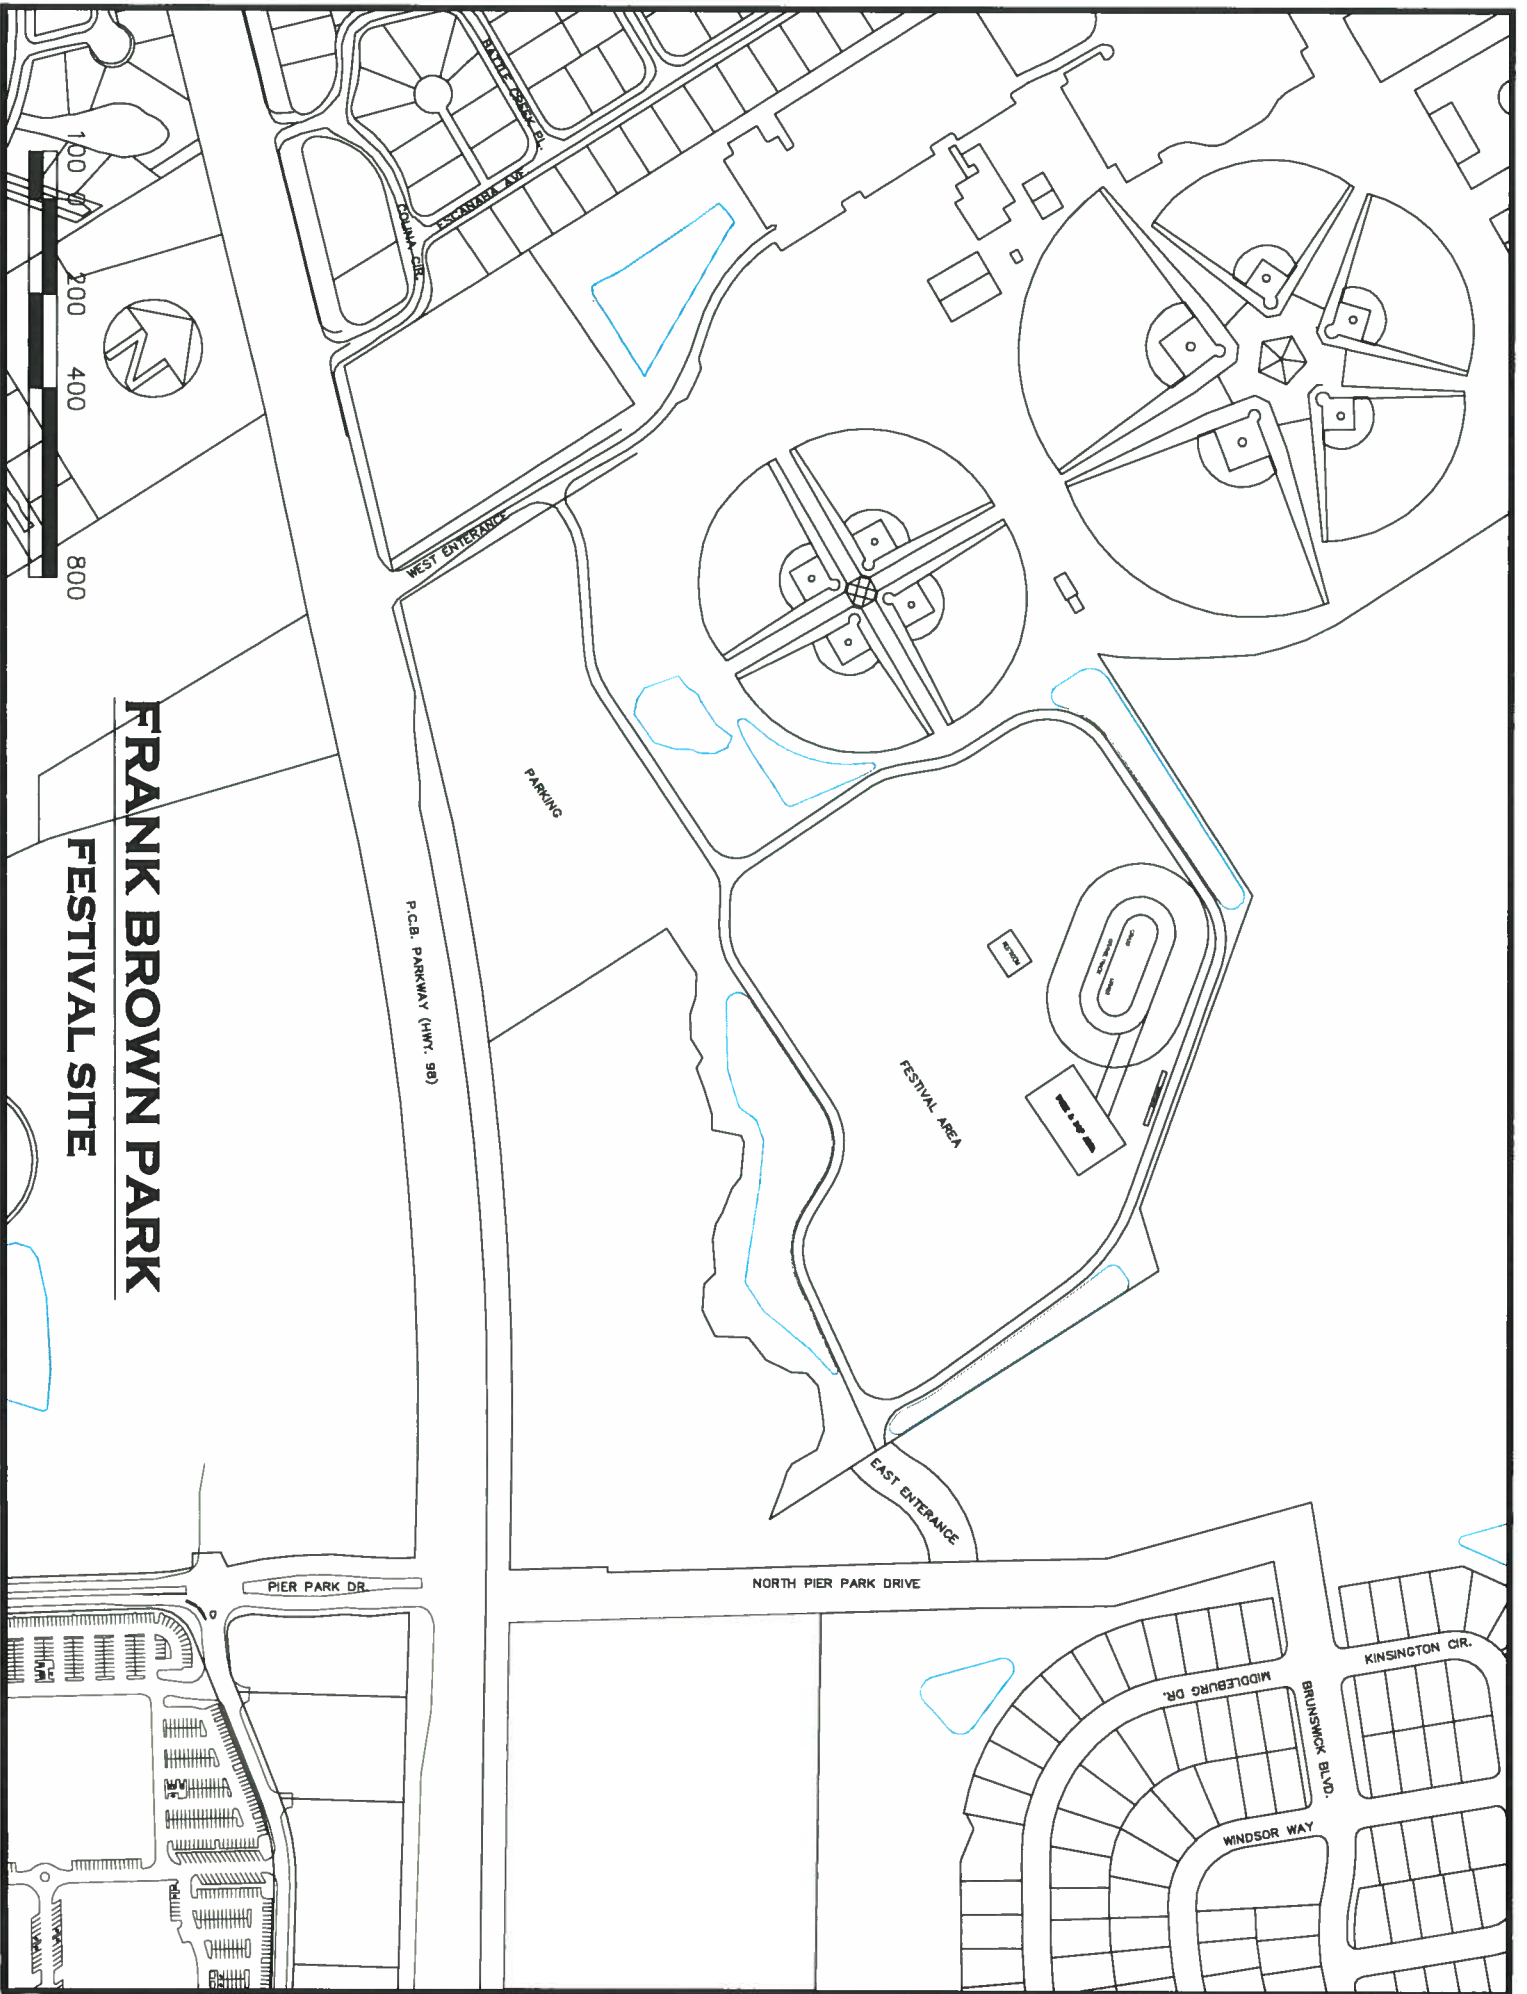 BATTLE CREEK PL.
ESCANABA AVE.
COLINA CIR.
WEST ENTERANCE
PARKING
FESTIVAL AREA
EAST ENTERANCE
P.C.B. PARKWAY (HWY. 98)
PIER PARK DR.
NORTH PIER PARK DRIVE
KINSINGTON CIR.
MIDDLEBURG DR.
BRUNSWICK BLVD.
WINDSOR WAY
FRANK BROWN PARK
FESTIVAL SITE
100 0 200 400 800
N